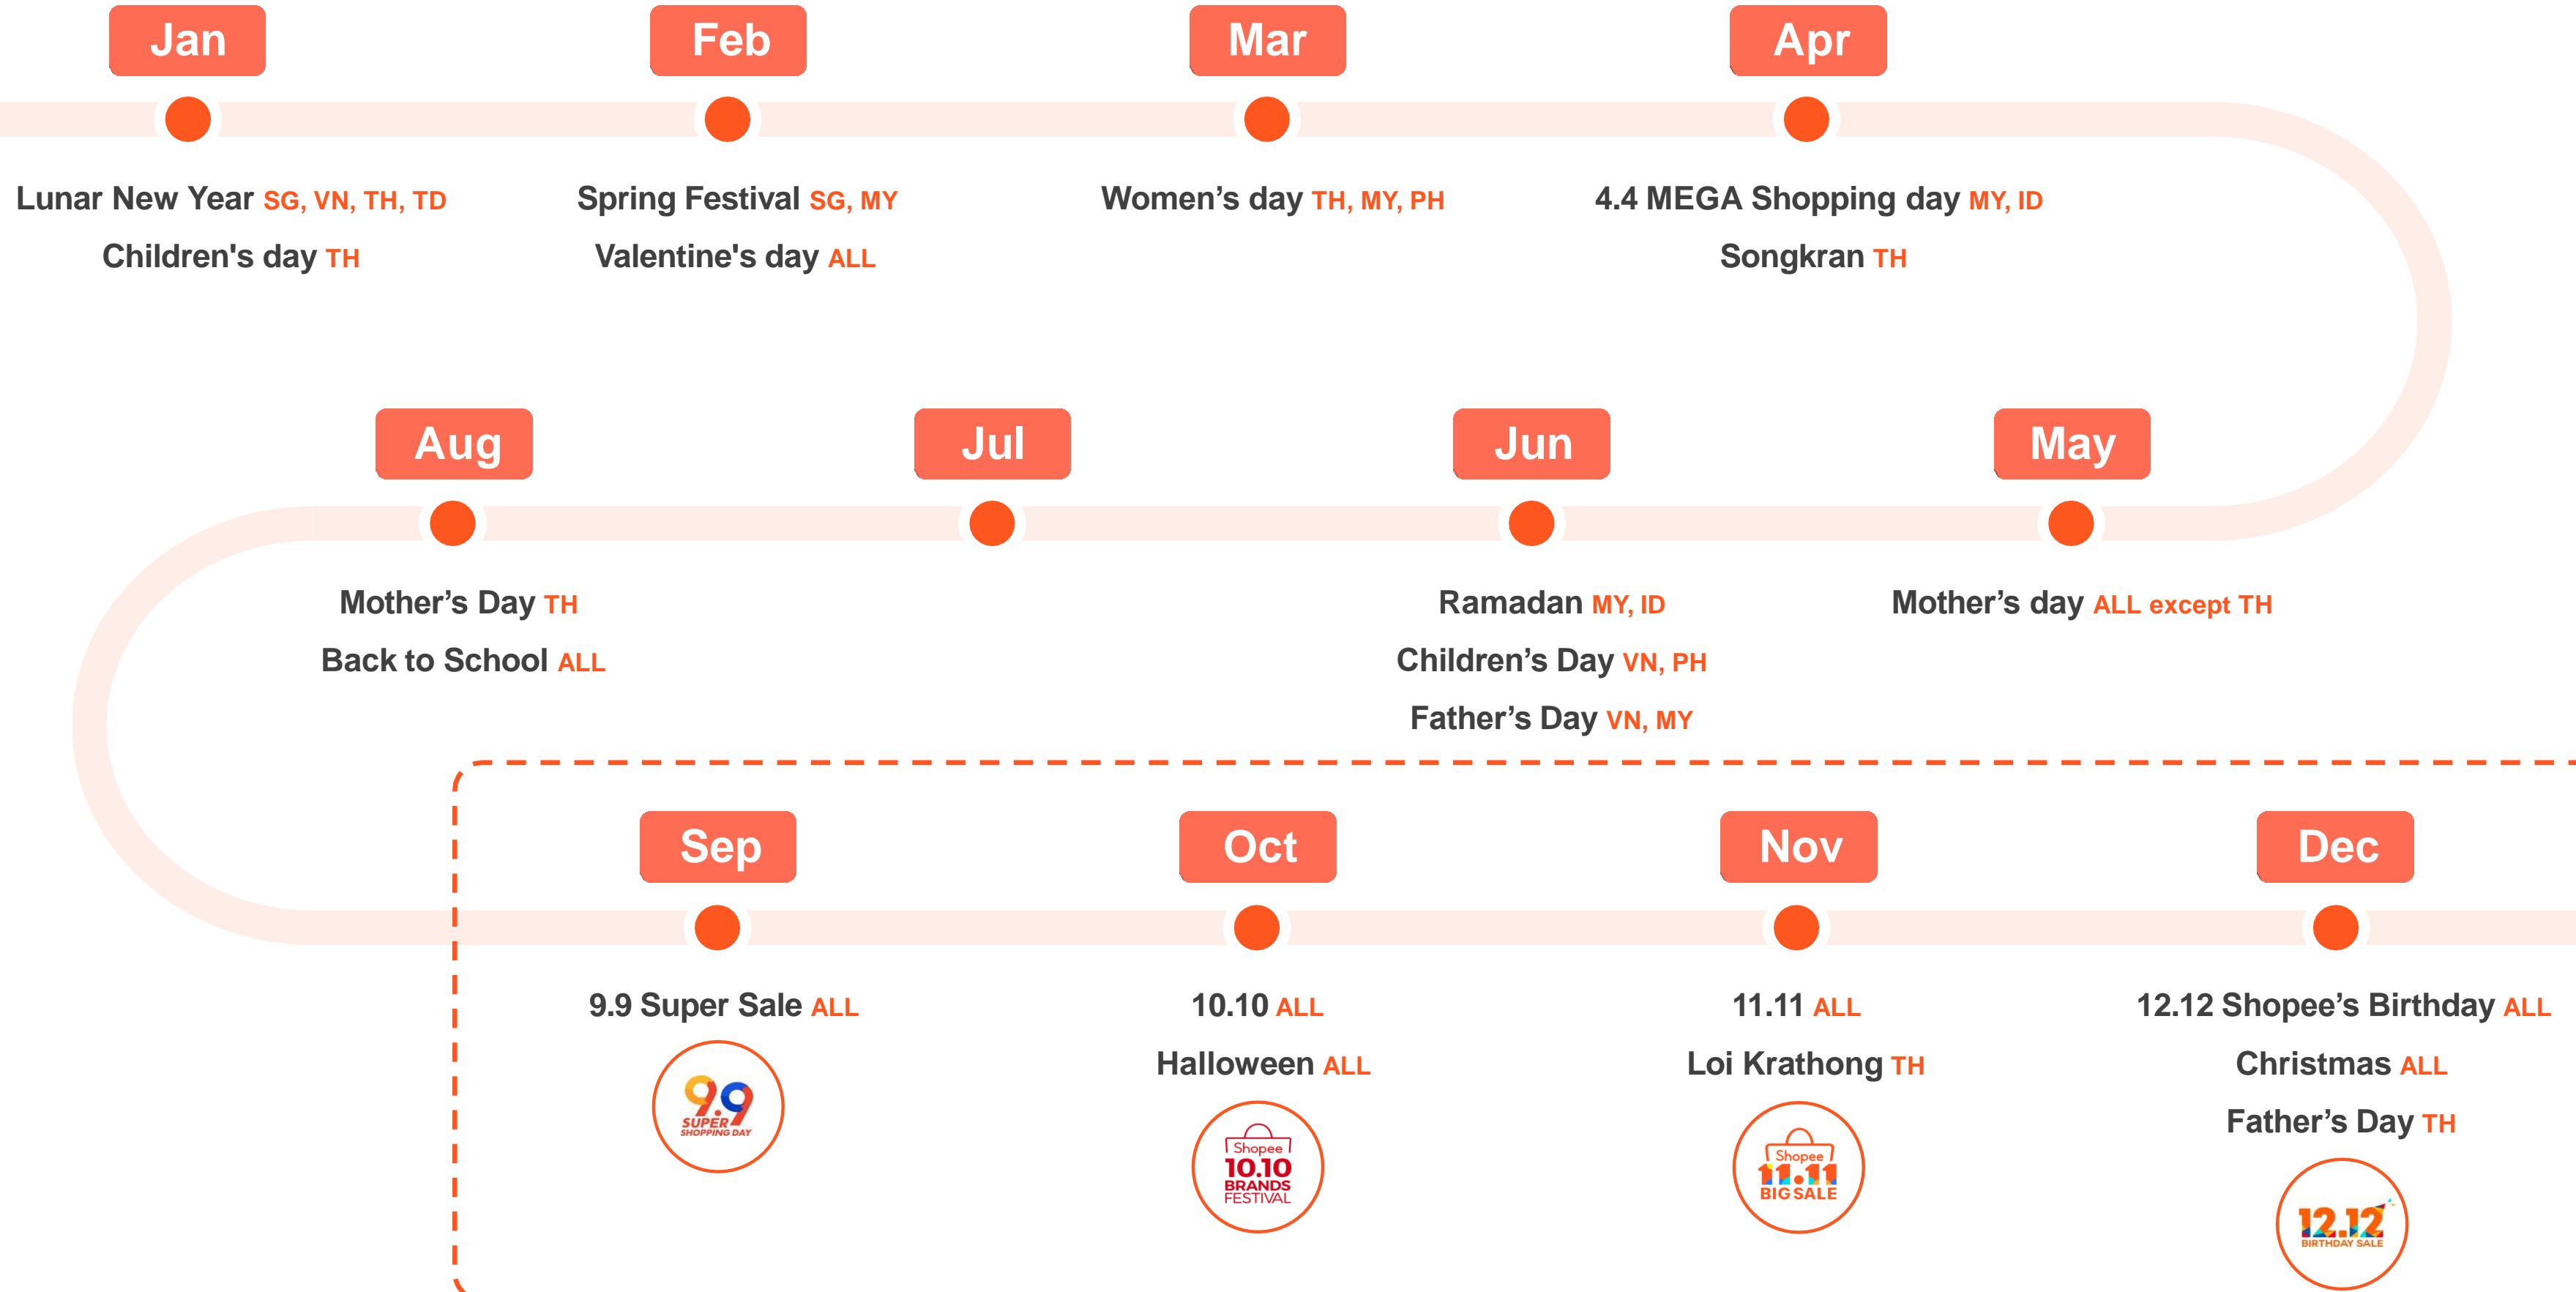 Jan
Feb
Mar
Apr
Lunar New Year SG, VN, TH, TD
Children's day TH
Spring Festival SG, MY
Valentine's day ALL
Women’s day TH, MY, PH
4.4 MEGA Shopping day MY, ID
Songkran TH
Aug
Jul
Jun
May
Mother’s Day TH
Back to School ALL
Ramadan MY, ID
Children’s Day VN, PH
Father’s Day VN, MY
Mother’s day ALL except TH
Sep
Oct
Nov
Dec
9.9 Super Sale ALL
9.9
SUPER
SHOPPING DAY
10.10 ALL
Halloween ALL
Shopee
10.10
BRANDS
FESTIVAL
11.11 ALL
Loi Krathong TH
Shopee
11.11
BIG SALE
12.12 Shopee’s Birthday ALL
Christmas ALL
Father’s Day TH
12.12
BIRTHDAY SALE